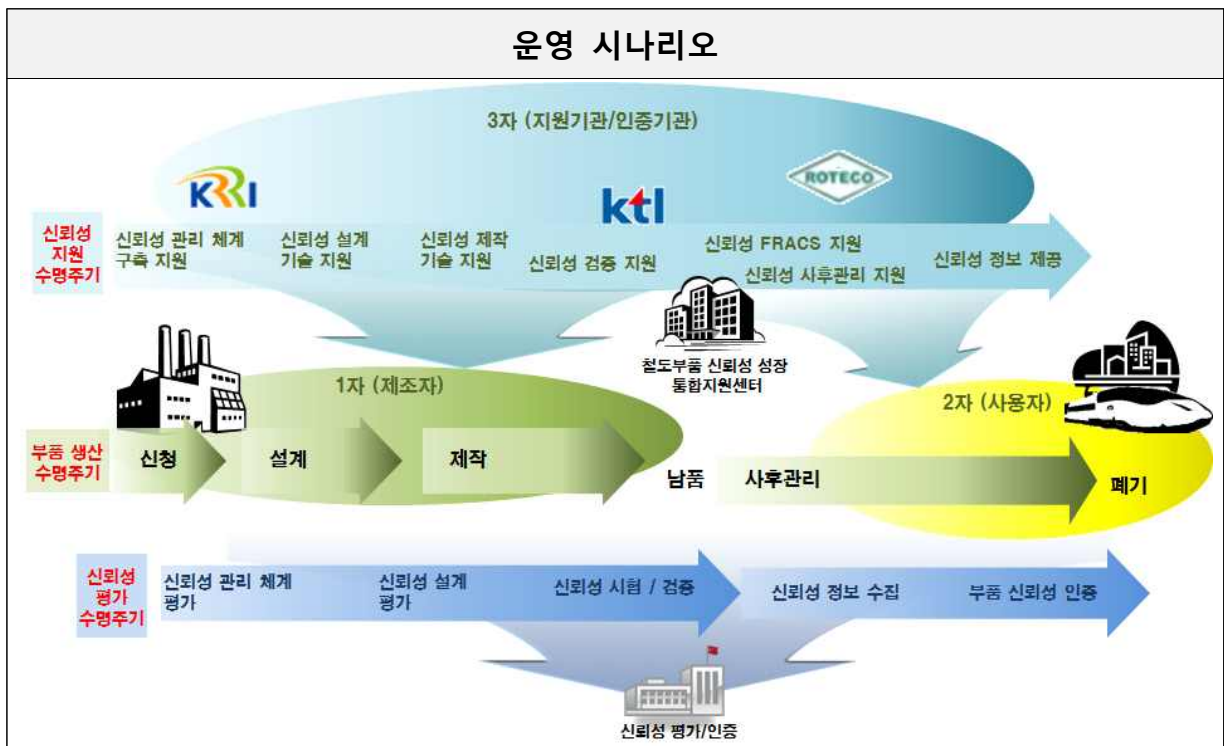 운영 시나리오
3자 (지원기관/인증기관)
KRRI
ktl
ROTECO
신뢰성
지원
수명주기
신뢰성 관리 체계
구축 지원
신뢰성 설계
기술 지원
신뢰성 제작
기술 지원
신뢰성 검증 지원
신뢰성 FRACS 지원
신뢰성 사후관리 지원
신뢰성 정보 제공
철도부품 신뢰성 성장
통합지원센터
1자 (제조자)
2자 (사용자)
부품 생산
수명주기
신청
설계
제작
납품
사후관리
폐기
신뢰성
평가
수명주기
신뢰성 관리 체계
평가
신뢰성 설계
평가
신뢰성 시험 / 검증
신뢰성 정보 수집
부품 신뢰성 인증
신뢰성 평가/인증